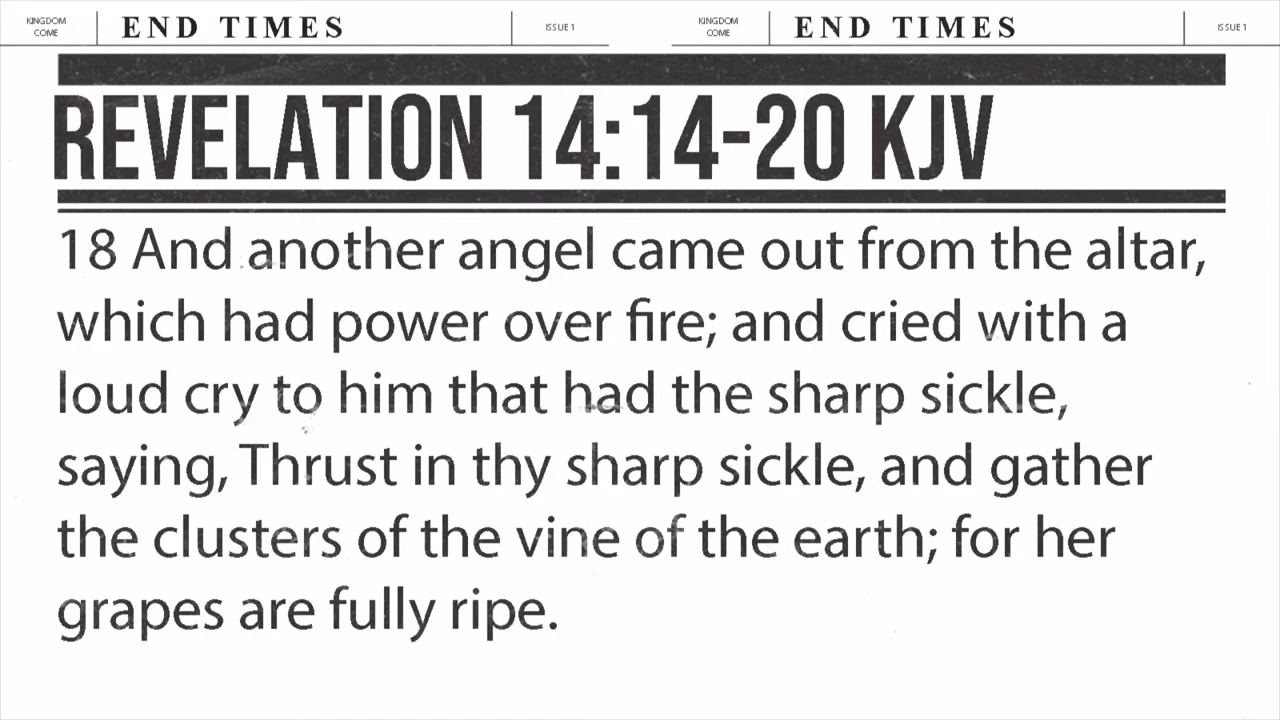 KINGDOM
COME
END TIMES
ISSUE 1
KINGDOM
COME
END TIMES
ISSUE 1
REVELATION 14:14-20 KJV
18 And another angel came out from the altar,
which had power over fire; and cried with a
loud cry to him that had the sharp sickle,
saying, Thrust in thy sharp sickle, and gather
the clusters of the vine of the earth; for her
grapes are fully ripe.